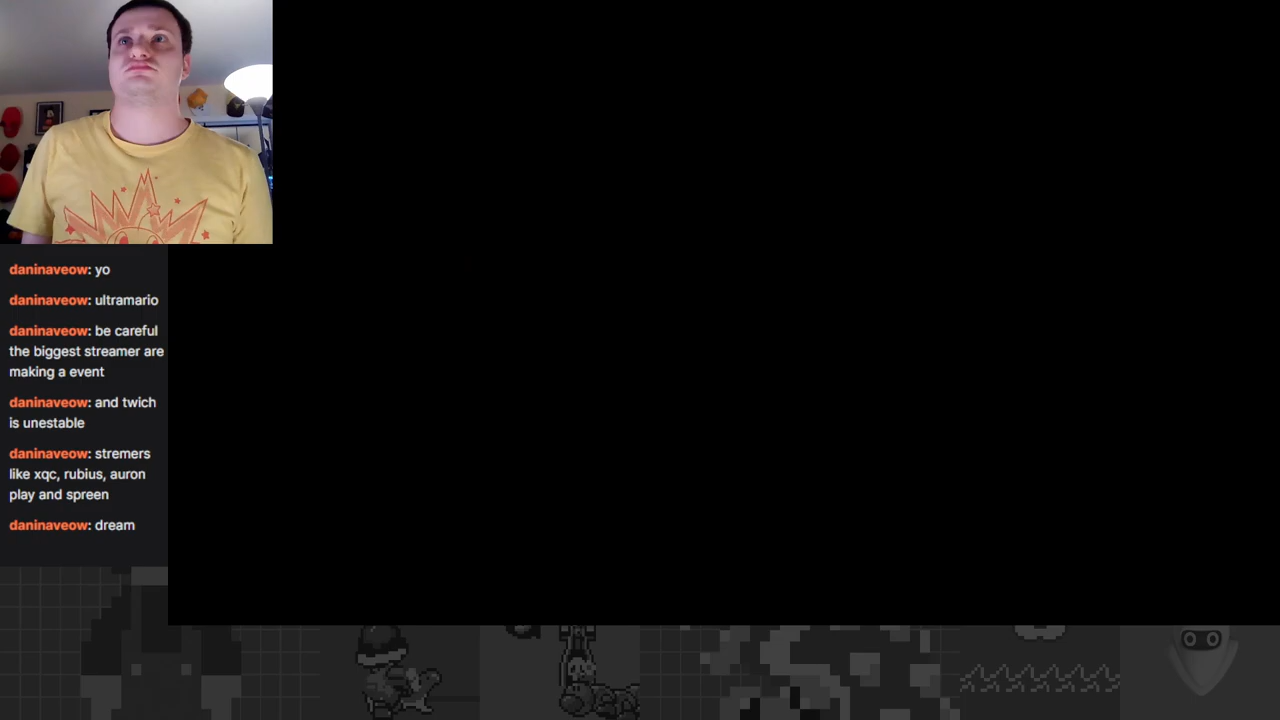 daninaveow: yo
daninaveow: ultramario
daninaveow: be careful
the biggest streamer are
making a event
daninaveow: and twich
is unestable
daninaveow: stremers
like xqc, rubius, auron
play and spreen
daninaveow: dream